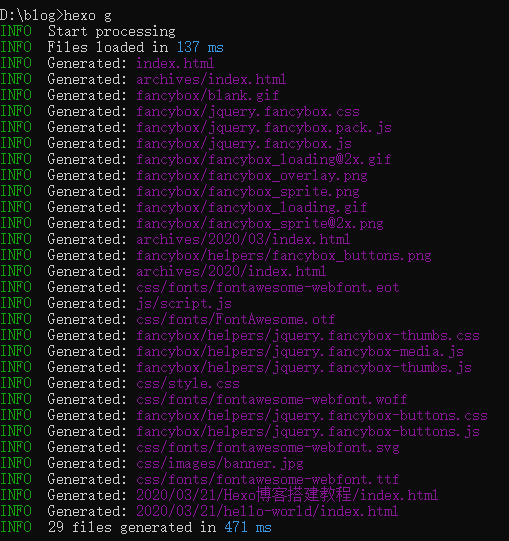 D:\blog>hexo g
INFO  Start processing
INFO  Files loaded in 137 ms
INFO  Generated: index.html
INFO  Generated: archives/index.html
INFO  Generated: fancybox/blank.gif
INFO  Generated: fancybox/jquery.fancybox.css
INFO  Generated: fancybox/jquery.fancybox.pack.js
INFO  Generated: fancybox/jquery.fancybox.js
INFO  Generated: fancybox/fancybox_loading@2x.gif
INFO  Generated: fancybox/fancybox_overlay.png
INFO  Generated: fancybox/fancybox_sprite.png
INFO  Generated: fancybox/fancybox_loading.gif
INFO  Generated: fancybox/fancybox_sprite@2x.png
INFO  Generated: archives/2020/03/index.html
INFO  Generated: fancybox/helpers/fancybox_buttons.png
INFO  Generated: archives/2020/index.html
INFO  Generated: css/fonts/fontawesome-webfont.eot
INFO  Generated: js/script.js
INFO  Generated: css/fonts/FontAwesome.otf
INFO  Generated: fancybox/helpers/jquery.fancybox-thumbs.css
INFO  Generated: fancybox/helpers/jquery.fancybox-media.js
INFO  Generated: fancybox/helpers/jquery.fancybox-thumbs.js
INFO  Generated: css/style.css
INFO  Generated: css/fonts/fontawesome-webfont.woff
INFO  Generated: fancybox/helpers/jquery.fancybox-buttons.css
INFO  Generated: fancybox/helpers/jquery.fancybox-buttons.js
INFO  Generated: css/fonts/fontawesome-webfont.svg
INFO  Generated: css/images/banner.jpg
INFO  Generated: css/fonts/fontawesome-webfont.ttf
INFO  Generated: 2020/03/21/Hexo博客搭建教程/index.html
INFO  Generated: 2020/03/21/hello-world/index.html
INFO  29 files generated in 471 ms